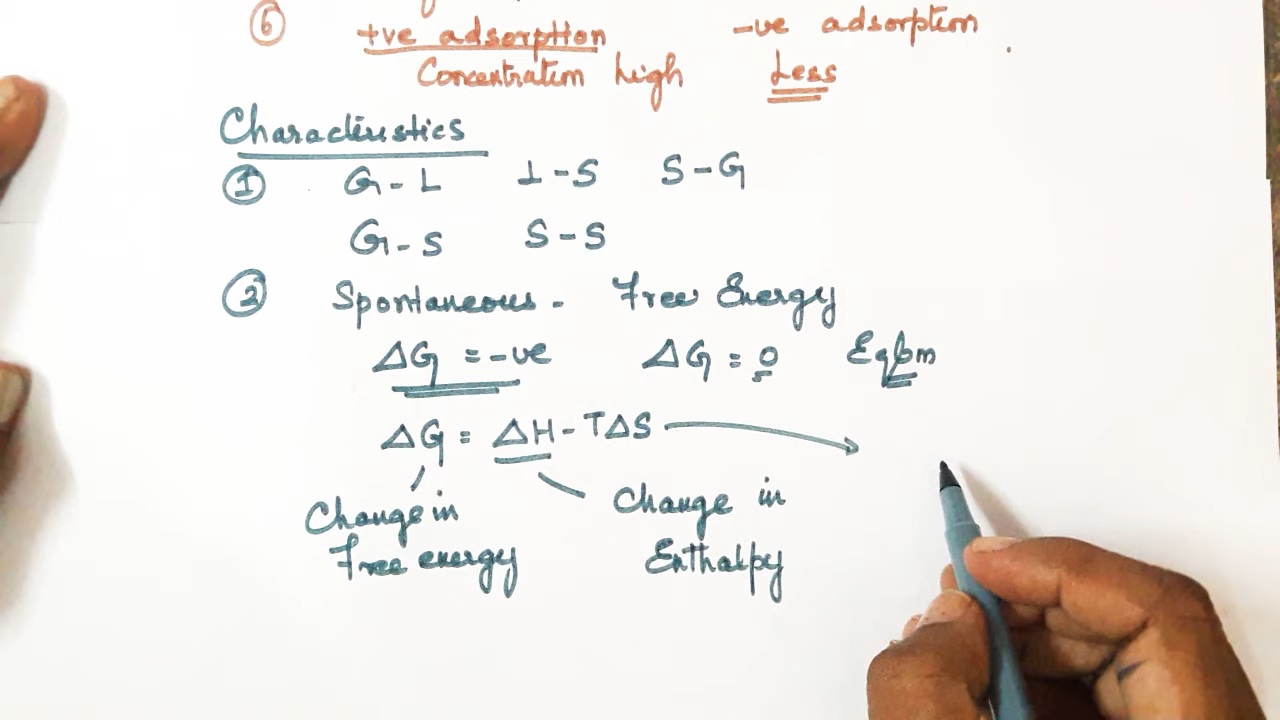 6 +ve adsorption -ve adsorption
Concentration high Less
Characteristics
1 G-L L-S S-G
G-S S-S
2 Spontaneous - Free Energy
ΔG = -ve ΔG = 0 Eqbm
ΔG = ΔH - TΔS
Change in Change in
Free energy Enthalpy